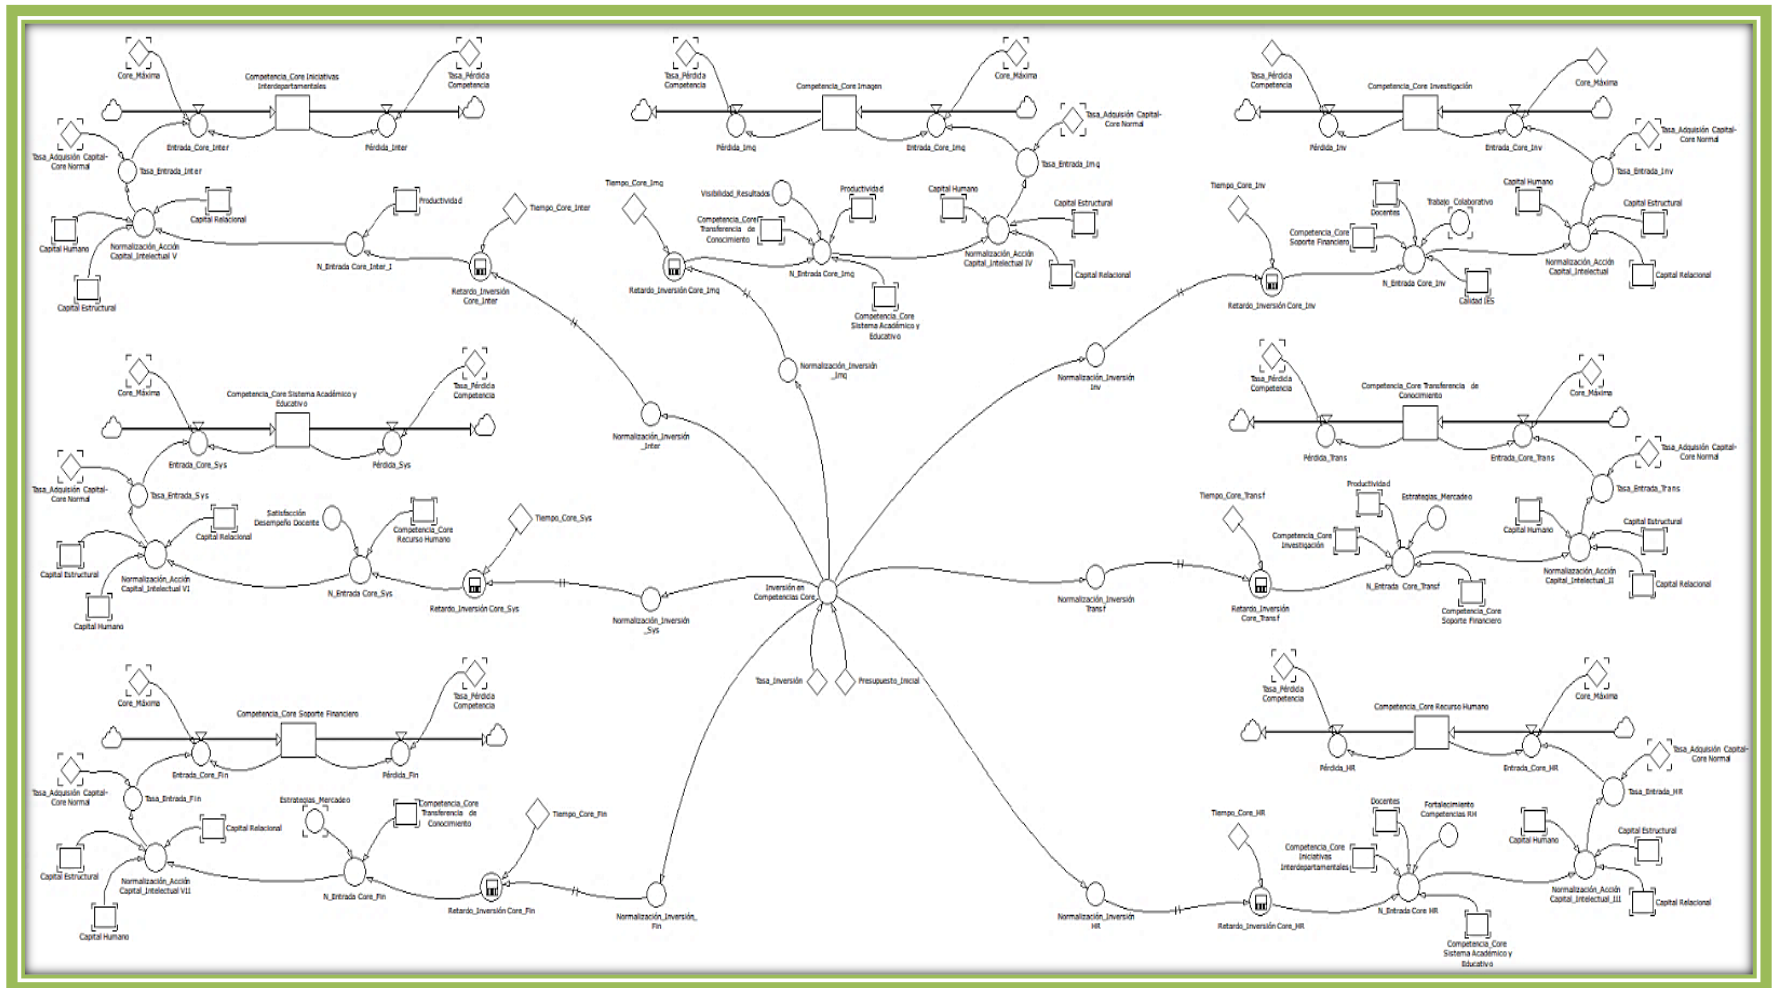 Core_Máxima
Tasa_Pérdida
Competencia
Competencia_Core Iniciativas
Interdepartamentales
Entrada_Core_Inter
Pérdida_Inter
Tasa_Adquisión Capital-
Core Normal
Tasa_Entrada_Inter
Capital Relacional
Capital Humano
Normalización_Acción
Capital_Intelectual V
Capital Estructural
Productividad
Tiempo_Core_Inter
N_Entrada Core_Inter_I
Retardo_Inversión
Core_Inter
Tasa_Pérdida
Competencia
Competencia_Core Imagen
Core_Máxima
Pérdida_Img
Entrada_Core_Img
Tasa_Adquisión Capital-
Core Normal
Tasa_Entrada_Img
Tiempo_Core_Img
Visibilidad_Resultados
Productividad
Capital Humano
Capital Estructural
Competencia_Core
Transferencia de
Conocimiento
Normalización_Acción
Capital_Intelectual IV
Capital Relacional
Retardo_Inversión Core_Img
N_Entrada Core_Img
Competencia_Core
Sistema Académico y
Educativo
Tasa_Pérdida
Competencia
Competencia_Core Investigación
Core_Máxima
Pérdida_Inv
Entrada_Core_Inv
Tasa_Adquisión Capital-
Core Normal
Tasa_Entrada_Inv
Tiempo_Core_Inv
Docentes
Trabajo_Colaborativo
Capital Humano
Capital Estructural
Competencia_Core
Soporte Financiero
Normalización_Acción
Capital_Intelectual
Capital Relacional
N_Entrada Core_Inv
Calidad IES
Retardo_Inversión Core_Inv
Normalización_Inversión
_Img
Normalización_Inversión
Inv
Normalización_Inversión
_Inter
Core_Máxima
Tasa_Pérdida
Competencia
Competencia_Core Sistema Académico y
Educativo
Entrada_Core_Sys
Pérdida_Sys
Tasa_Adquisión Capital-
Core Normal
Tasa_Entrada_Sys
Capital Relacional
Satisfacción
Desempeño Docente
Competencia_Core
Recurso Humano
Tiempo_Core_Sys
Capital Estructural
Normalización_Acción
Capital_Intelectual VI
Capital Humano
N_Entrada Core_Sys
Retardo_Inversión Core_Sys
Normalización_Inversión
_Sys
Inversión en
Competencias Core
Tasa_Inversión
Presupuesto_Inicial
Tasa_Pérdida
Competencia
Competencia_Core Transferencia de
Conocimiento
Core_Máxima
Pérdida_Trans
Entrada_Core_Trans
Tasa_Adquisión Capital-
Core Normal
Tasa_Entrada_Trans
Productividad
Estrategias_Mercadeo
Tiempo_Core_Transf
Capital Humano
Capital Estructural
Competencia_Core
Investigación
Normalización_Acción
Capital_Intelectual_II
Capital Relacional
N_Entrada Core_Transf
Competencia_Core
Soporte Financiero
Retardo_Inversión
Core_Transf
Normalización_Inversión
Transf
Core_Máxima
Tasa_Pérdida
Competencia
Competencia_Core Soporte Financiero
Entrada_Core_Fin
Pérdida_Fin
Tasa_Adquisión Capital-
Core Normal
Tasa_Entrada_Fin
Capital Relacional
Estrategias_Mercadeo
Competencia_Core
Transferencia de
Conocimiento
Tiempo_Core_Fin
Capital Estructural
Normalización_Acción
Capital_Intelectual VII
Capital Humano
N_Entrada Core_Fin
Retardo_Inversión Core_Fin
Normalización_Inversión_
Fin
Tasa_Pérdida
Competencia
Competencia_Core Recurso Humano
Core_Máxima
Pérdida_HR
Entrada_Core_HR
Tasa_Adquisión Capital-
Core Normal
Tasa_Entrada_HR
Tiempo_Core_HR
Docentes
Fortalecimiento
Competencias RH
Capital Humano
Capital Estructural
Competencia_Core
Iniciativas
Interdepartamentales
Normalización_Acción
Capital_Intelectual_III
Capital Relacional
N_Entrada Core HR
Competencia_Core
Sistema Académico y
Educativo
Retardo_Inversión Core_HR
Normalización_Inversión
HR